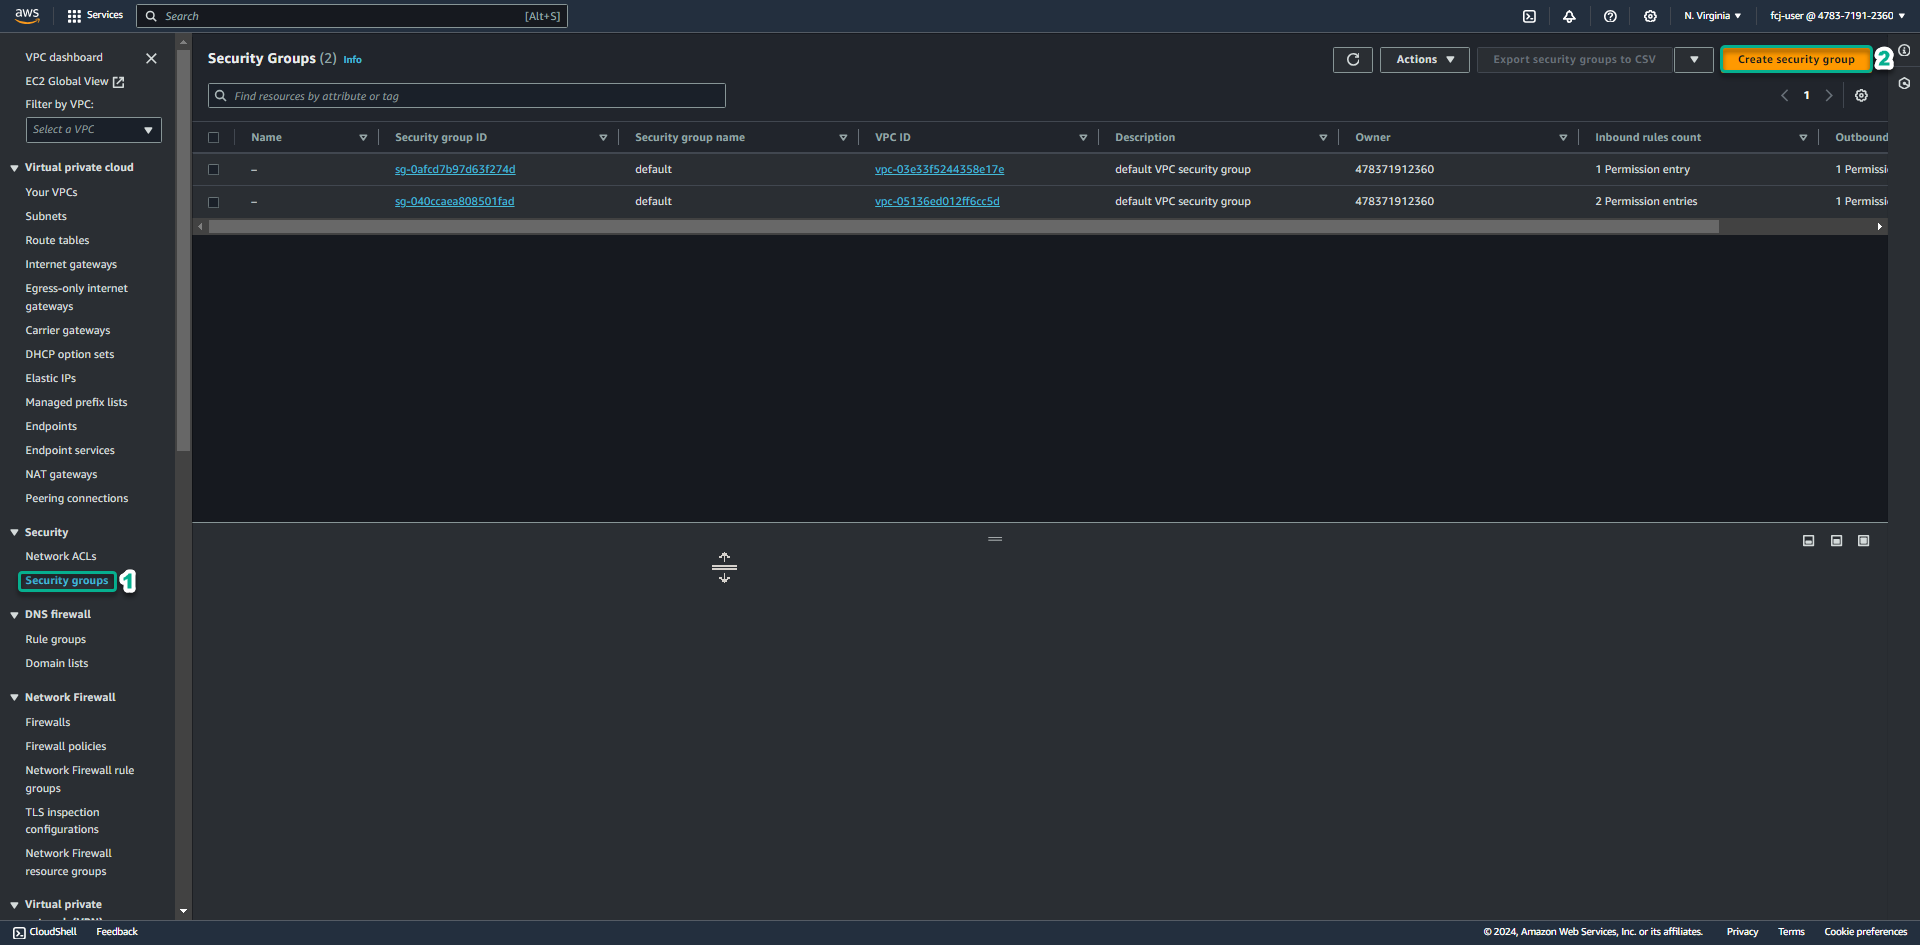 aws
Services
Search
[Alt+S]
N. Virginia
fcj-user @ 4783-7191-2360
VPC dashboard
EC2 Global View
Filter by VPC:
Select a VPC
Virtual private cloud
Your VPCs
Subnets
Route tables
Internet gateways
Egress-only internet
gateways
Carrier gateways
DHCP option sets
Elastic IPs
Managed prefix lists
Endpoints
Endpoint services
NAT gateways
Peering connections
Security
Network ACLs
Security groups
1
DNS firewall
Rule groups
Domain lists
Network Firewall
Firewalls
Firewall policies
Network Firewall rule
groups
TLS inspection
configurations
Network Firewall
resource groups
Virtual private
Security Groups (2) Info
Actions
Export security groups to CSV
Create security group
2
Find resources by attribute or tag
1
Name Security group ID Security group name VPC ID Description Owner Inbound rules count Outbound
– sg-0afcd7b97d63f274d default vpc-03e33f5244358e17e default VPC security group 478371912360 1 Permission entry 1 Permissi
– sg-040ccaea808501fad default vpc-05136ed012ff6cc5d default VPC security group 478371912360 2 Permission entries 1 Permissi
CloudShell
Feedback
© 2024, Amazon Web Services, Inc. or its affiliates.
Privacy
Terms
Cookie preferences